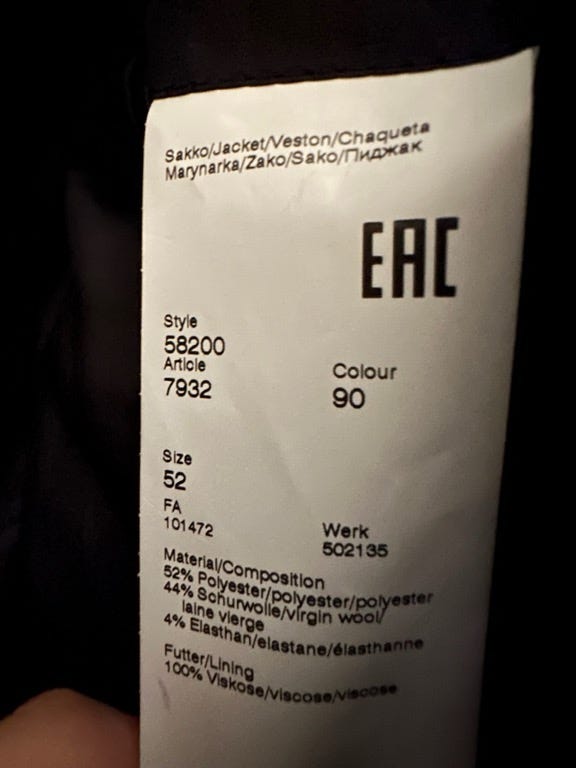 Sakko/Jacket/Veston/Chaqueta
Marynarka/Zako/Sako/Пиджак
EAC
Style
58200
Article
7932
Colour
90
Size
52
FA
101472
Werk
502135
Material/Composition
52% Polyester/polyester/polyester
44% Schurwolle/virgin wool/
laine vierge
4% Elasthan/elastane/élasthanne
Futter/Lining
100% Viskose/viscose/viscose